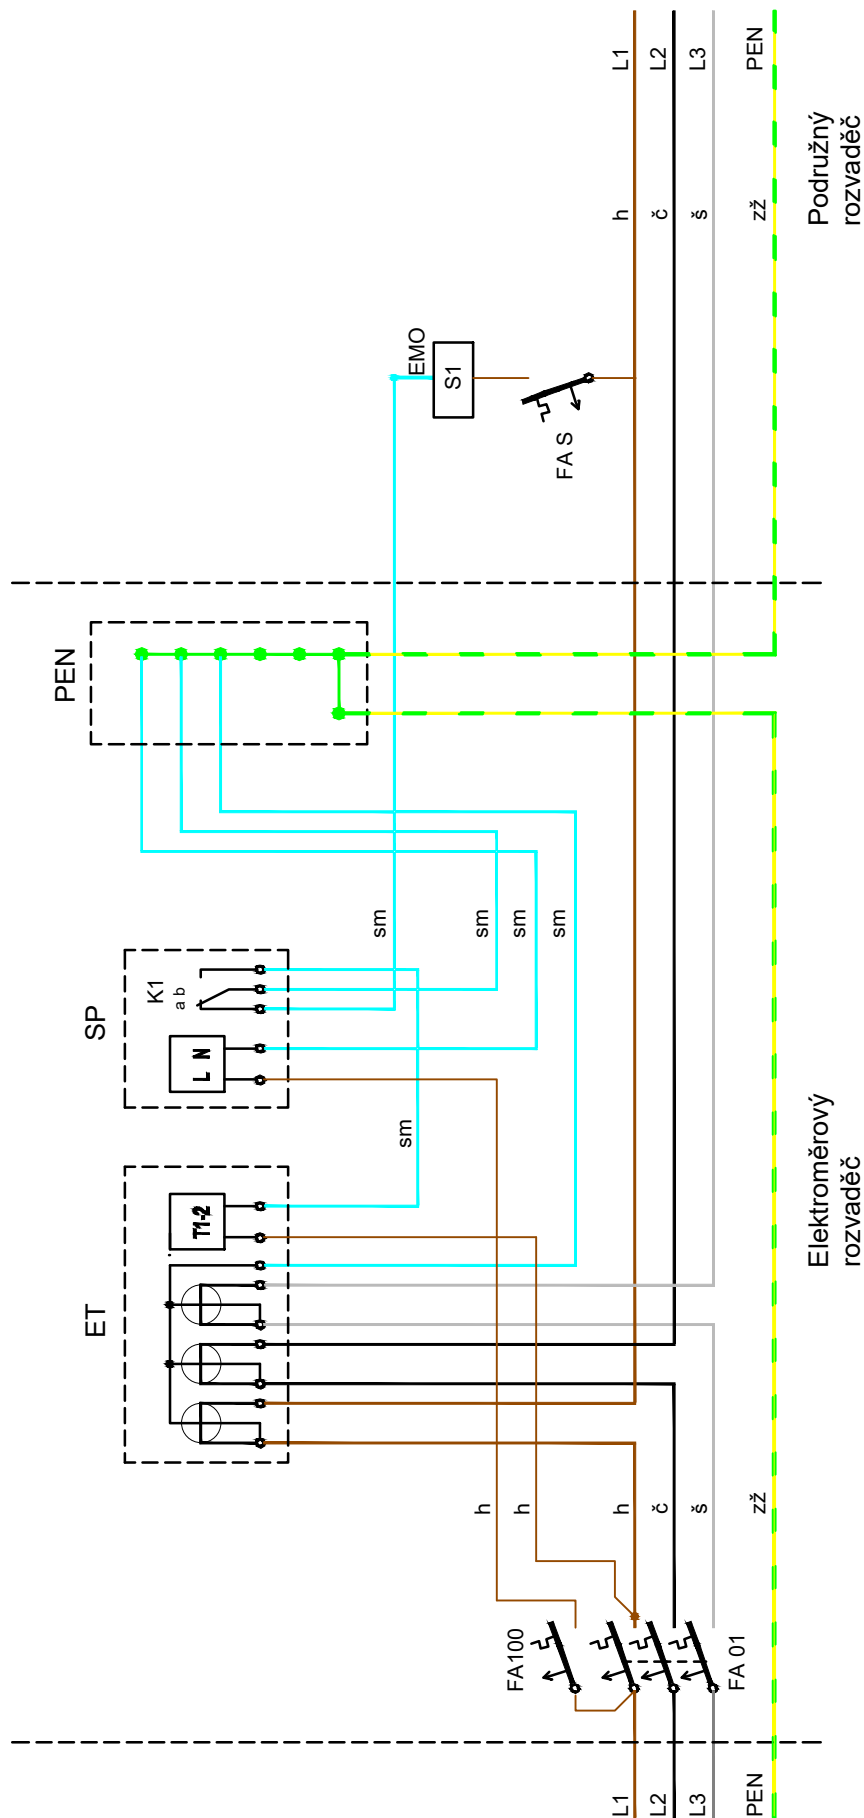 L1
L2
L3
PEN
h
č
š
zž
Podružný
rozvaděč
EMO
S1
FA S
PEN
sm
sm
sm
sm
K1
a b
SP
L N
sm
T1-2
ET
Elektroměrový
rozvaděč
h
h
h
č
š
zž
FA100
FA 01
L1
L2
L3
PEN